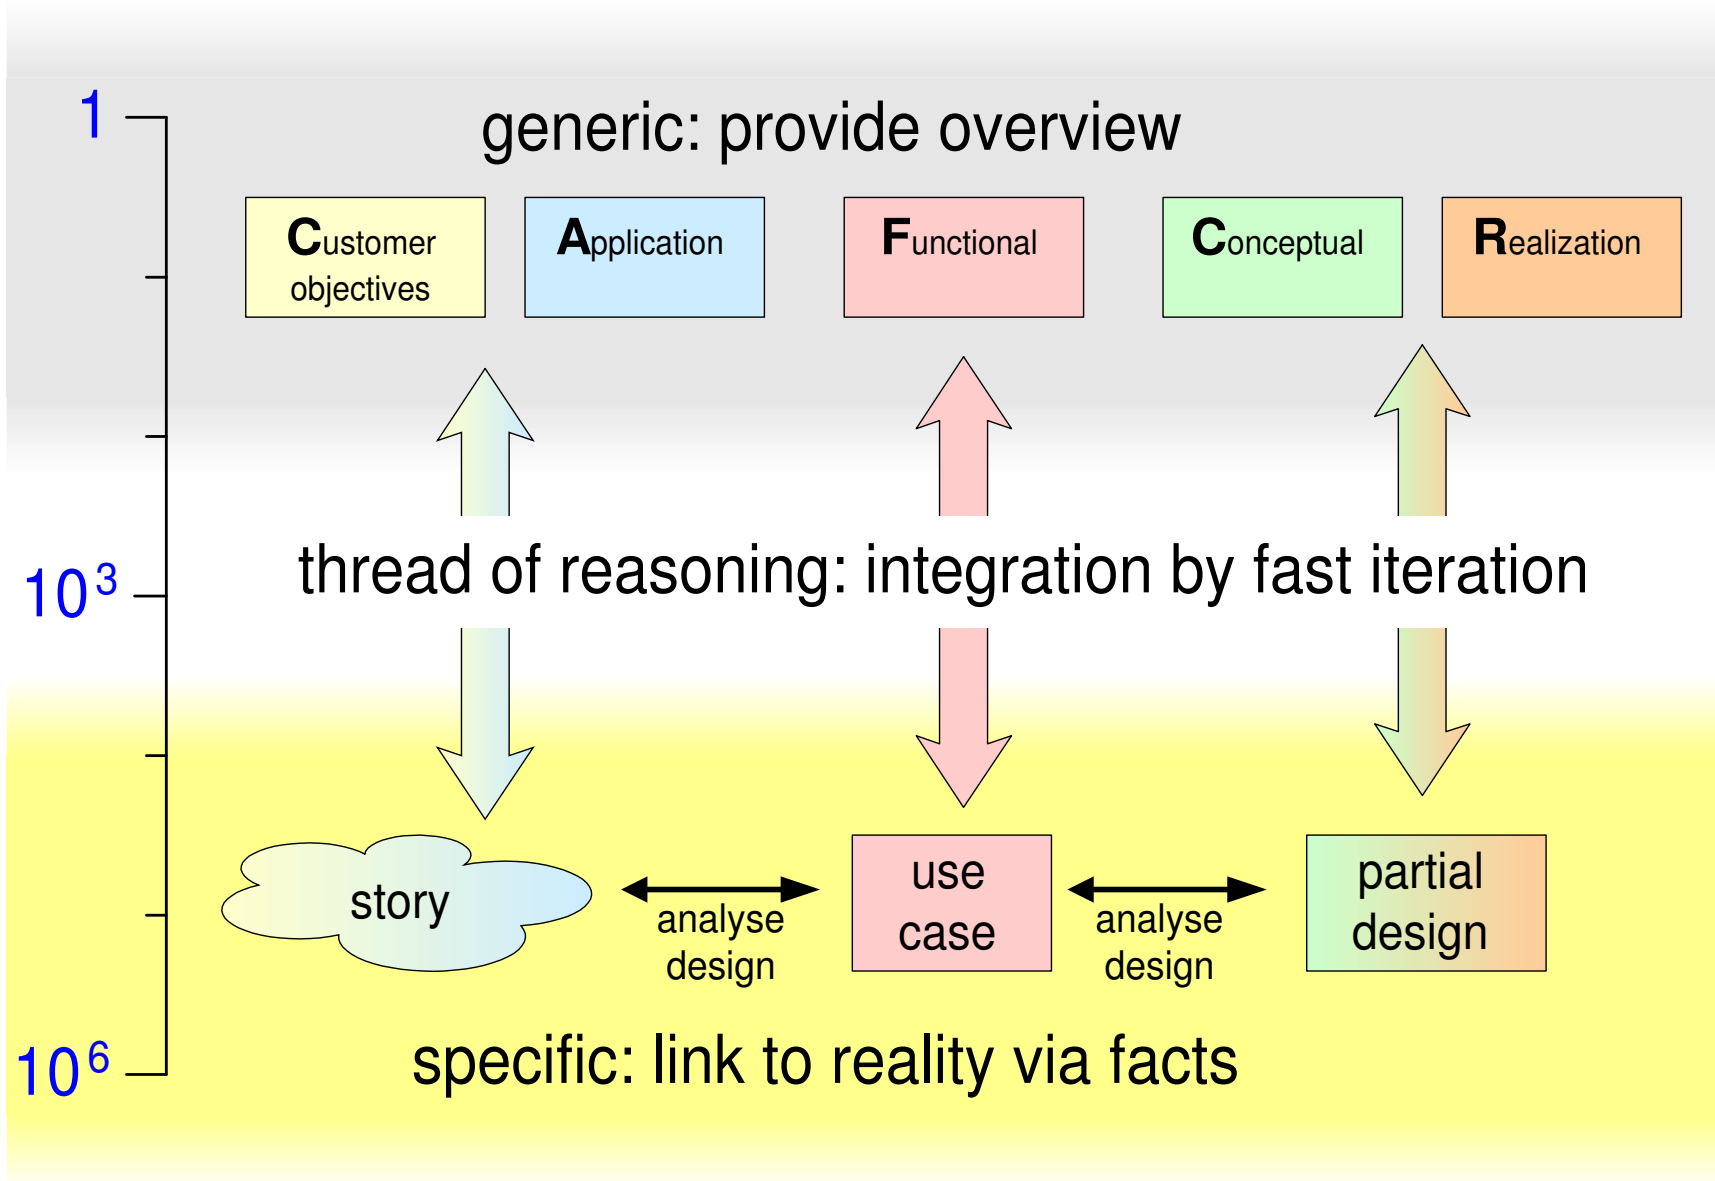 1
generic: provide overview
Customer
objectives
Application
Functional
Conceptual
Realization
10³
thread of reasoning: integration by fast iteration
story
analyse
design
use
case
analyse
design
partial
design
10⁶
specific: link to reality via facts